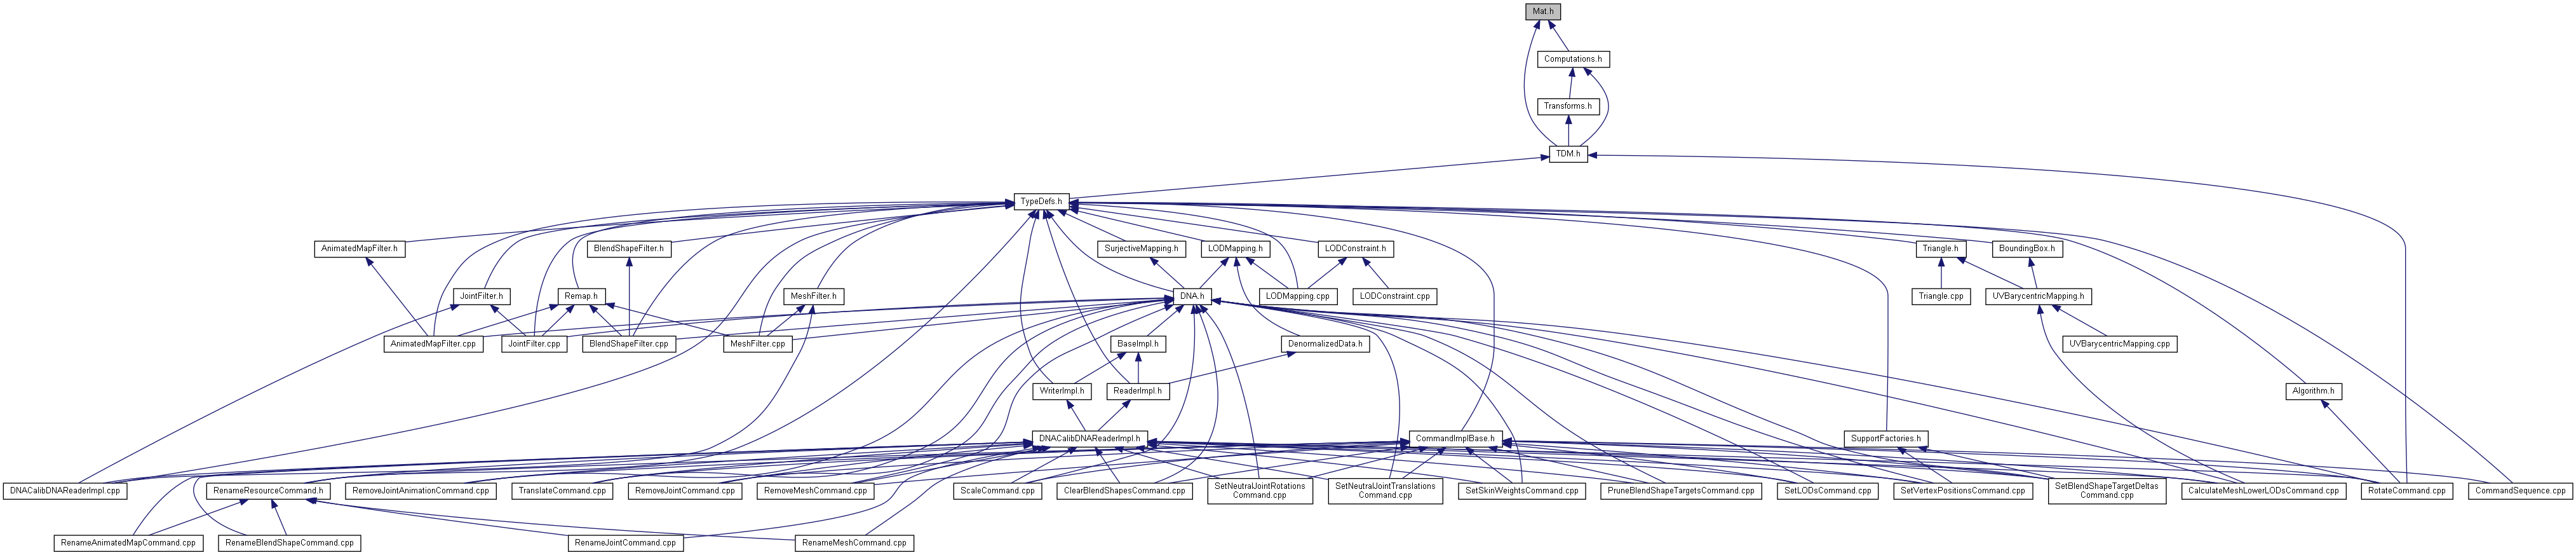 Mat.h
Computations.h
Transforms.h
TDM.h
TypeDefs.h
AnimatedMapFilter.h
BlendShapeFilter.h
SurjectiveMapping.h
LODMapping.h
LODConstraint.h
Triangle.h
BoundingBox.h
JointFilter.h
Remap.h
MeshFilter.h
DNA.h
LODMapping.cpp
LODConstraint.cpp
Triangle.cpp
UVBarycentricMapping.h
AnimatedMapFilter.cpp
JointFilter.cpp
BlendShapeFilter.cpp
MeshFilter.cpp
BaseImpl.h
DenormalizedData.h
UVBarycentricMapping.cpp
WriterImpl.h
ReaderImpl.h
Algorithm.h
DNACalibDNAReaderImpl.h
CommandImplBase.h
SupportFactories.h
DNACalibDNAReaderImpl.cpp
RenameResourceCommand.h
RemoveJointAnimationCommand.cpp
TranslateCommand.cpp
RemoveJointCommand.cpp
RemoveMeshCommand.cpp
ScaleCommand.cpp
ClearBlendShapesCommand.cpp
SetNeutralJointRotations
Command.cpp
SetNeutralJointTranslations
Command.cpp
SetSkinWeightsCommand.cpp
PruneBlendShapeTargetsCommand.cpp
SetLODsCommand.cpp
SetVertexPositionsCommand.cpp
SetBlendShapeTargetDeltas
Command.cpp
CalculateMeshLowerLODsCommand.cpp
RotateCommand.cpp
CommandSequence.cpp
RenameAnimatedMapCommand.cpp
RenameBlendShapeCommand.cpp
RenameJointCommand.cpp
RenameMeshCommand.cpp